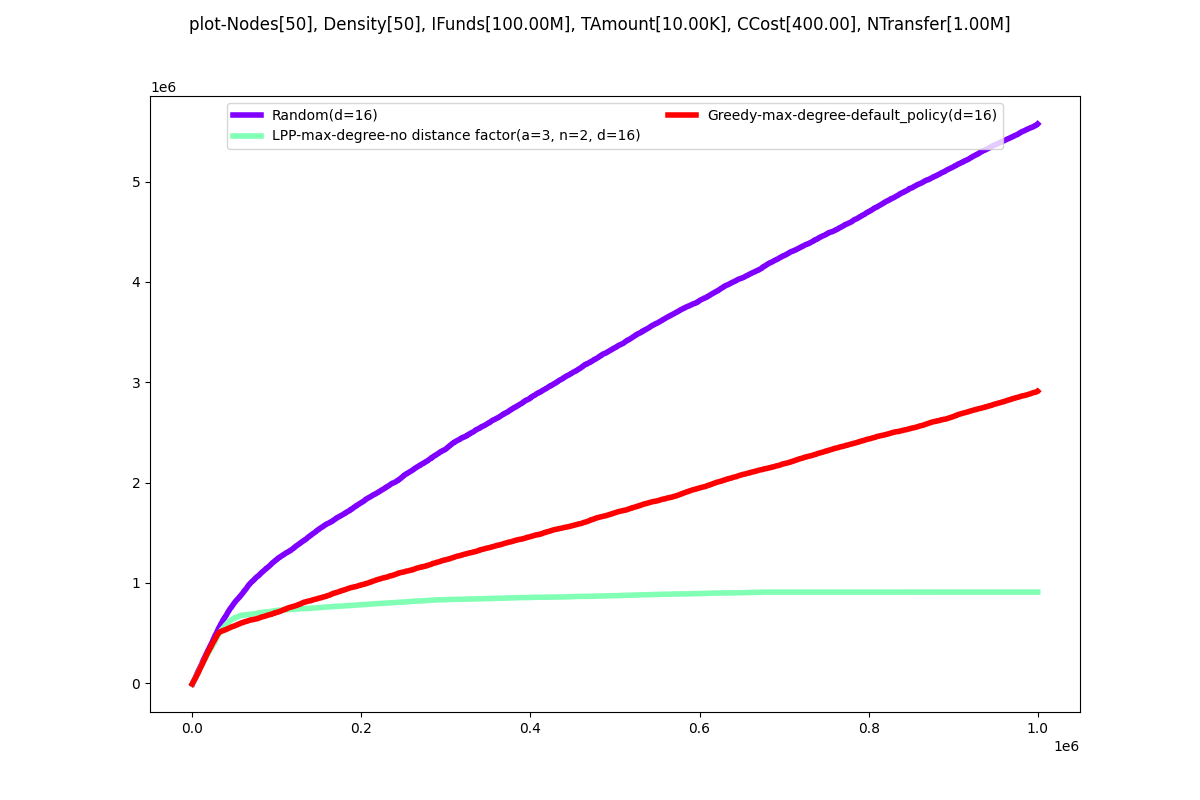 plot-Nodes[50], Density[50], IFunds[100.00M], TAmount[10.00K], CCost[400.00], NTransfer[1.00M]
1e6
Random(d=16)
LPP-max-degree-no distance factor(a=3, n=2, d=16)
Greedy-max-degree-default_policy(d=16)
5
4
3
2
1
0
0.0 0.2 0.4 0.6 0.8 1.0
1e6